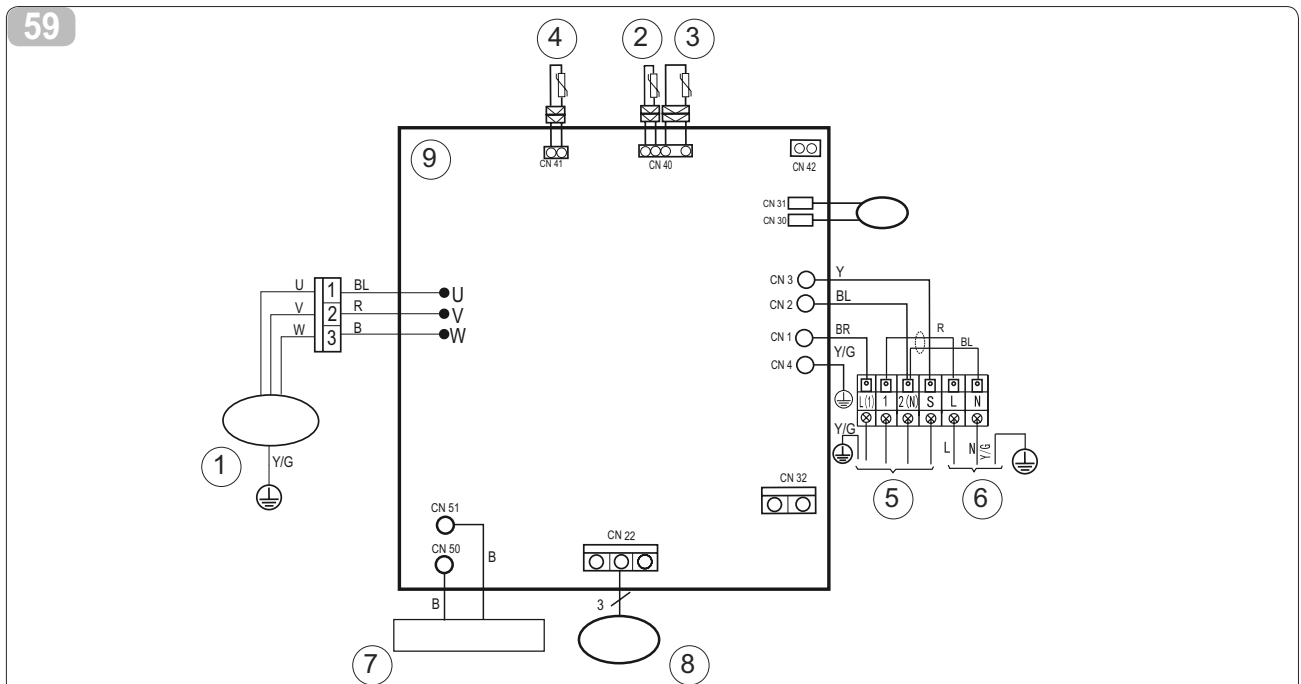 59
4 2 3
9
CN 41
CN 40
CN 42
CN 31
CN 30
CN 3 Y
CN 2 BL
CN 1 BR
CN 4 Y/G
R
BL
U 1 BL U
V 2 R V
W 3 B W
L(1) 1 2(N) S L N
Y/G
L N Y/G
1
Y/G
5 6
CN 32
CN 51
CN 50
B
B
CN 22
3
7
8